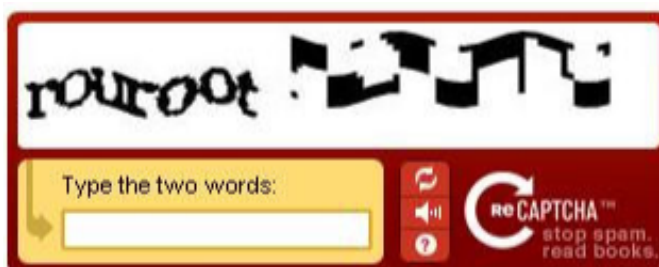 rouroot
Type the two words:
?
ReCAPTCHA™
stop spam.
read books.